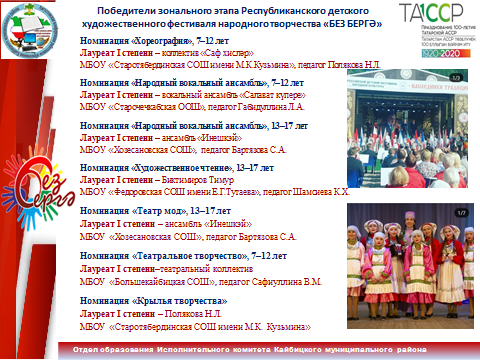 Победители зонального этапа Республиканского детского
художественного фестиваля народного творчества «БЕЗ БЕРГӘ»
ТАССР
ПРАЗДНОВАНИЕ 100-ЛЕТИЯ
ТАТАРСКОЙ АССР
1920-2020
Номинация «Хореография», 7–12 лет
Лауреат I степени – коллектив «Саф хислер»
МБОУ «Старотябердинская СОШ имени М.К.Кузьмина», педагог Полякова Н.Л.
Номинация «Народный вокальный ансамбль», 7–12 лет
Лауреат I степени – вокальный ансамбль «Салават купере»
МБОУ «Старочечкабская ООШ», педагог Габидуллина Л.А.
Номинация «Народный вокальный ансамбль», 13–17 лет
Лауреат I степени – ансамбль «Инешкэй»
МБОУ «Хозесановская СОШ», педагог Вартязова С.А.
Номинация «Художественное чтение», 13–17 лет
Лауреат I степени – Биктимиров Тимур
МБОУ «Федоровская СОШ имени Е.Г.Тутаева», педагог Шамсиева К.Х.
Номинация «Театр мод», 13–17 лет
Лауреат I степени – ансамбль «Инешкэй»
МБОУ «Хозесановская СОШ», педагог Вартязова С.А.
Номинация «Театральное творчество», 7–12 лет
Лауреат I степени–театральный коллектив
МБОУ «Большекайбицкая СОШ», педагог Сафиуллина В.М.
Номинация «Крылья творчества»
Лауреат I степени – Полякова Н.Л.
МБОУ «Старотябердинская СОШ имени М.К. Кузьмина»
Без
бергә
1/3
1/7
Отдел образования Исполнительного комитета Кайбицкого муниципального района